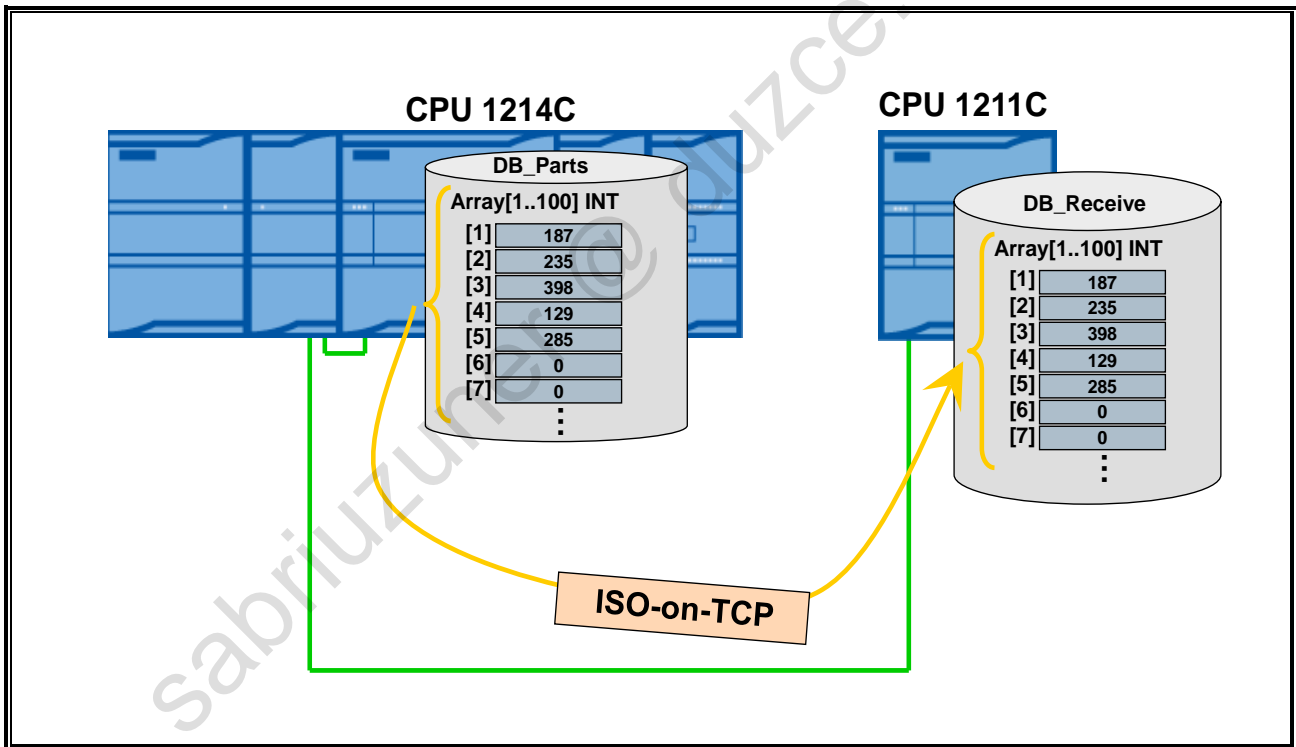 CPU 1214C
DB_Parts
Array[1..100] INT
[1] 187
[2] 235
[3] 398
[4] 129
[5] 285
[6] 0
[7] 0
CPU 1211C
DB_Receive
Array[1..100] INT
[1] 187
[2] 235
[3] 398
[4] 129
[5] 285
[6] 0
[7] 0
ISO-on-TCP
sabriuzuner @ duzce.